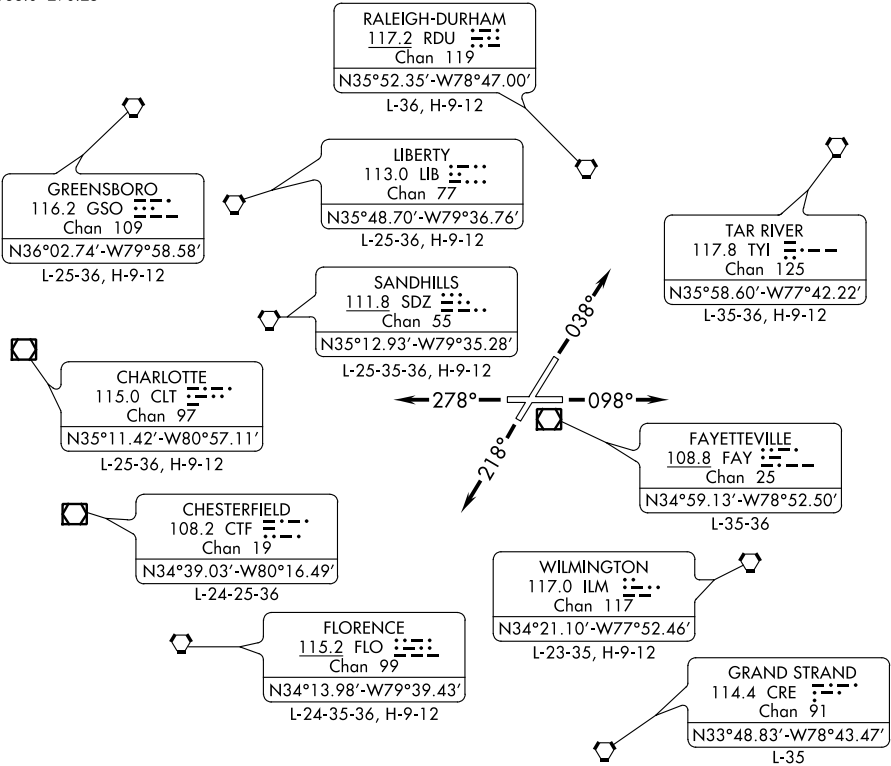 RALEIGH-DURHAM
117.2 RDU
Chan 119
N35°52.35'-W78°47.00'
L-36, H-9-12
GREENSBORO
116.2 GSO
Chan 109
N36°02.74'-W79°58.58'
L-25-36, H-9-12
LIBERTY
113.0 LIB
Chan 77
N35°48.70'-W79°36.76'
L-25-36, H-9-12
TAR RIVER
117.8 TYI
Chan 125
N35°58.60'-W77°42.22'
L-35-36, H-9-12
SANDHILLS
111.8 SDZ
Chan 55
N35°12.93'-W79°35.28'
L-25-35-36, H-9-12
038°
278°
098°
218°
CHARLOTTE
115.0 CLT
Chan 97
N35°11.42'-W80°57.11'
L-25-36, H-9-12
FAYETTEVILLE
108.8 FAY
Chan 25
N34°59.13'-W78°52.50'
L-35-36
CHESTERFIELD
108.2 CTF
Chan 19
N34°39.03'-W80°16.49'
L-24-25-36
WILMINGTON
117.0 ILM
Chan 117
N34°21.10'-W77°52.46'
L-23-35, H-9-12
FLORENCE
115.2 FLO
Chan 99
N34°13.98'-W79°39.43'
L-24-35-36, H-9-12
GRAND STRAND
114.4 CRE
Chan 91
N33°48.83'-W78°43.47'
L-35